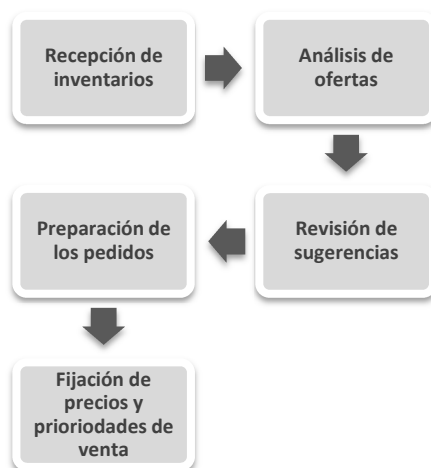 Recepción de
inventarios
Análisis de
ofertas
Revisión de
sugerencias
Preparación de
los pedidos
Fijación de
precios y
prioriodades de
venta